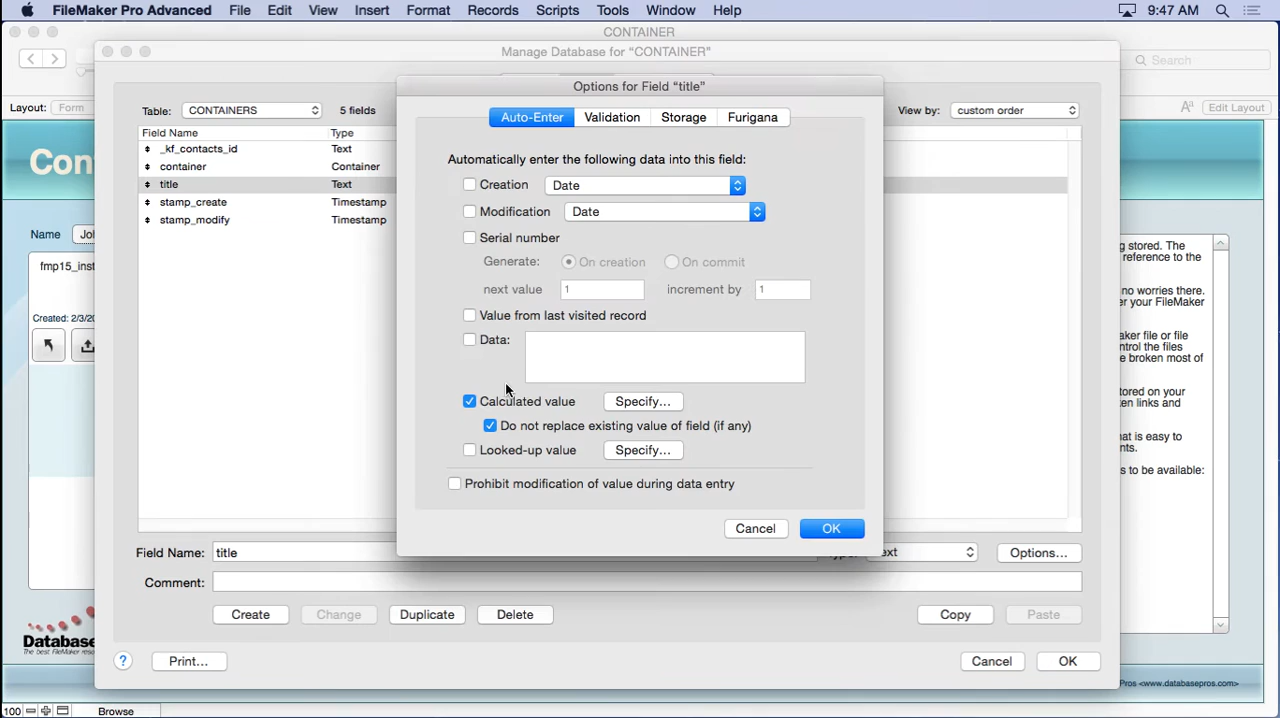 FileMaker Pro Advanced File Edit View Insert Format Records Scripts Tools Window Help 9:47 AM
CONTAINER
Manage Database for “CONTAINER”
Search
Layout: Form
Edit Layout
Options for Field “title”
Table: CONTAINERS 5 fields
View by: custom order
Auto-Enter Validation Storage Furigana
Field Name Type
_kf_contacts_id Text
container Container
title Text
stamp_create Timestamp
stamp_modify Timestamp
Automatically enter the following data into this field:
Creation Date
Modification Date
Serial number
Generate: On creation On commit
next value 1 increment by 1
Value from last visited record
Data:
Calculated value Specify...
Do not replace existing value of field (if any)
Looked-up value Specify...
Prohibit modification of value during data entry
Cancel OK
Name
Created: 2/3/20
g stored. The
reference to the
no worries there.
er your FileMaker
aker file or file
ntrol the files
e broken most of
tored on your
en links and
hat is easy to
nts.
s to be available:
Field Name: title
Options...
Comment:
Create Change Duplicate Delete Copy Paste
Print... Cancel OK
Database
The best FileMaker resou
Pros <www.databasepros.com>
100 Browse